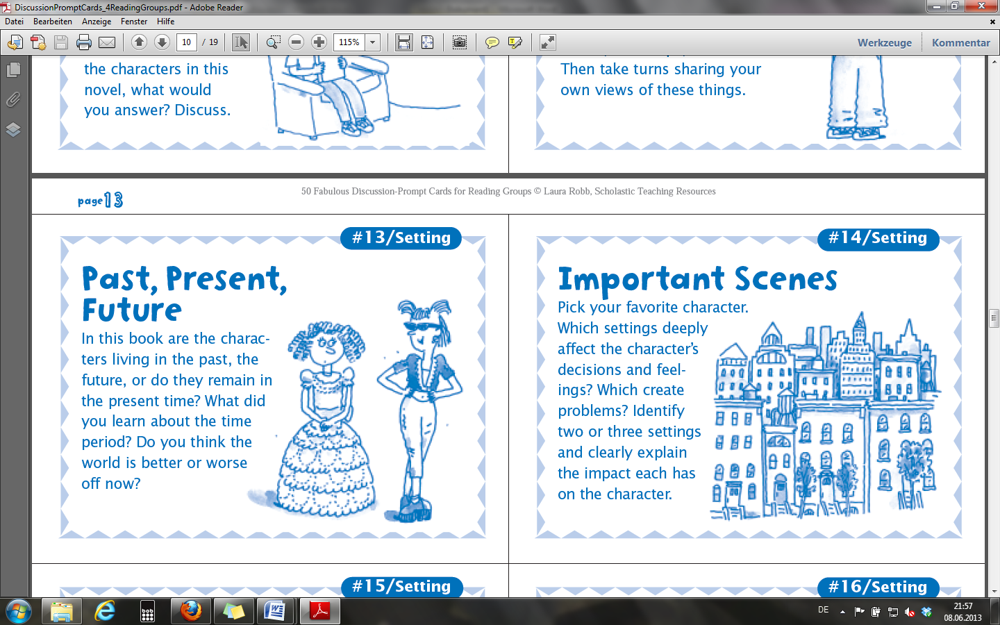 DiscussionPromptCards_4ReadingGroups.pdf - Adobe Reader
Datei Bearbeiten Anzeige Fenster Hilfe
10 / 19 115% Werkzeuge Kommentar
the characters in this
novel, what would
you answer? Discuss.
Then take turns sharing your
own views of these things.
page 13
50 Fabulous Discussion-Prompt Cards for Reading Groups © Laura Robb, Scholastic Teaching Resources
#13/Setting
Past, Present,
Future
In this book are the charac-
ters living in the past, the
future, or do they remain in
the present time? What did
you learn about the time
period? Do you think the
world is better or worse
off now?
#14/Setting
Important Scenes
Pick your favorite character.
Which settings deeply
affect the character's
decisions and feel-
ings? Which create
problems? Identify
two or three settings
and clearly explain
the impact each has
on the character.
#15/Setting
#16/Setting
bob
DE
21:57
08.06.2013